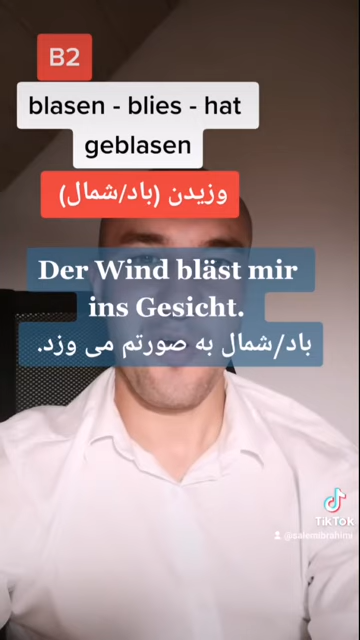 B2
blasen - blies - hat
geblasen
وزیدن (باد/شمال)
Der Wind bläst mir
ins Gesicht.
باد/شمال به صورتم می وزد.
TikTok
@salemibrahimi